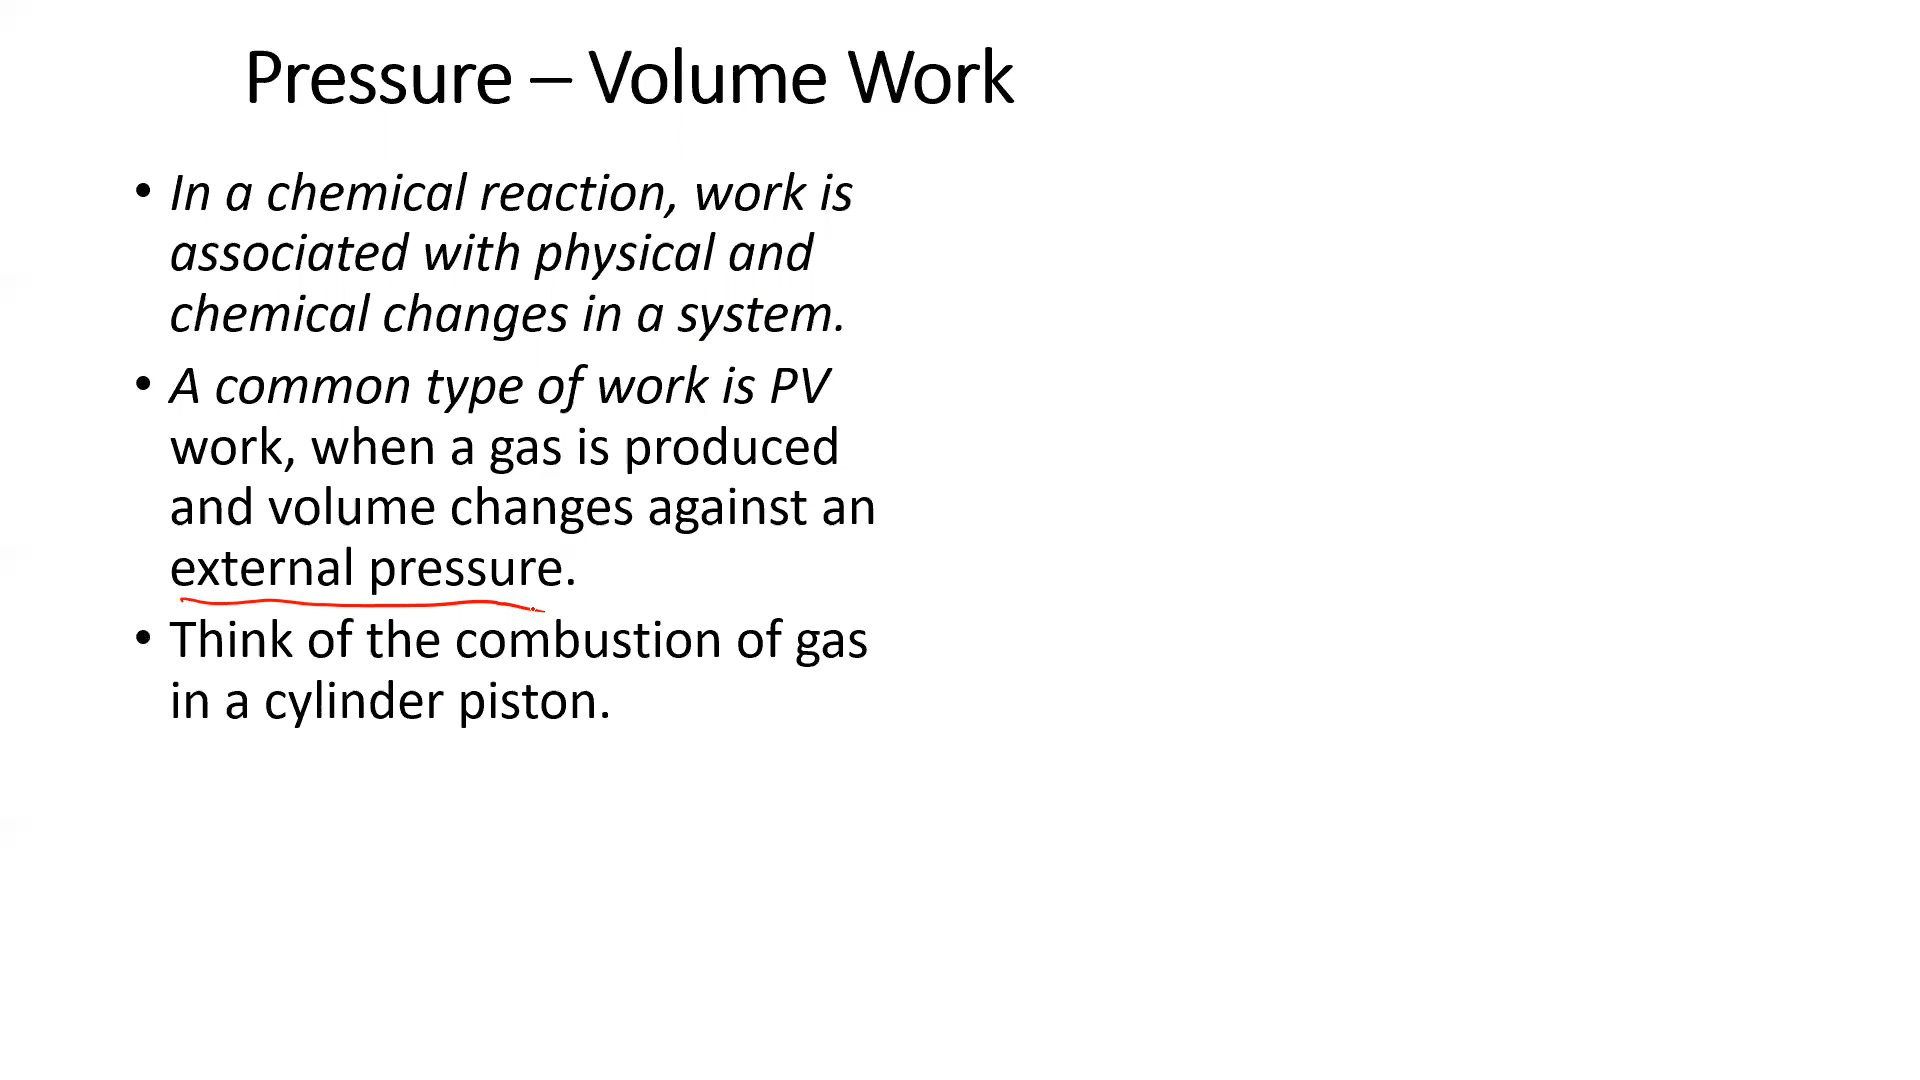 Pressure – Volume Work
• In a chemical reaction, work is
associated with physical and
chemical changes in a system.
• A common type of work is PV
work, when a gas is produced
and volume changes against an
external pressure.
• Think of the combustion of gas
in a cylinder piston.